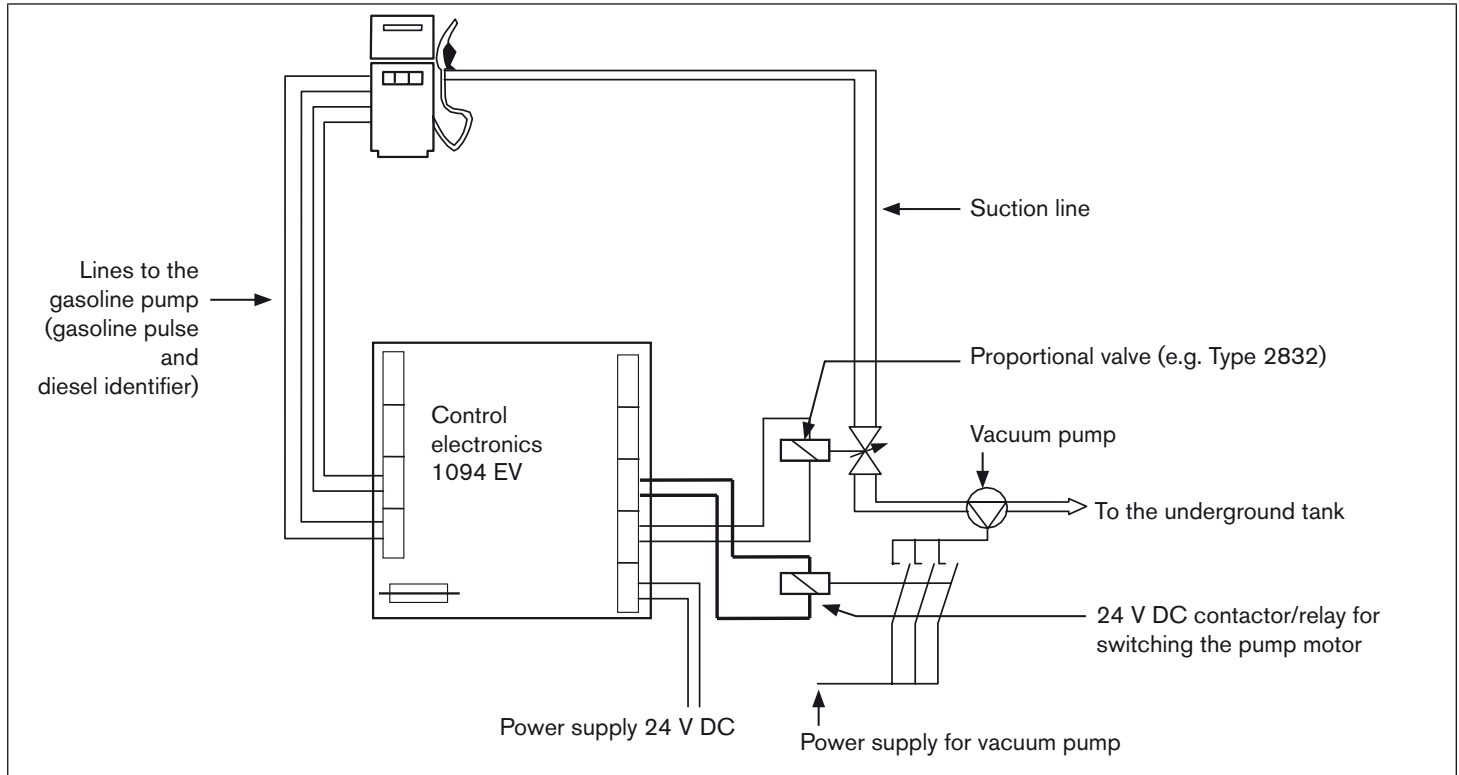 Suction line
Lines to the
gasoline pump
(gasoline pulse
and
diesel identifier)
Proportional valve (e.g. Type 2832)
Control
electronics
1094 EV
Vacuum pump
To the underground tank
24 V DC contactor/relay for
switching the pump motor
Power supply 24 V DC
Power supply for vacuum pump